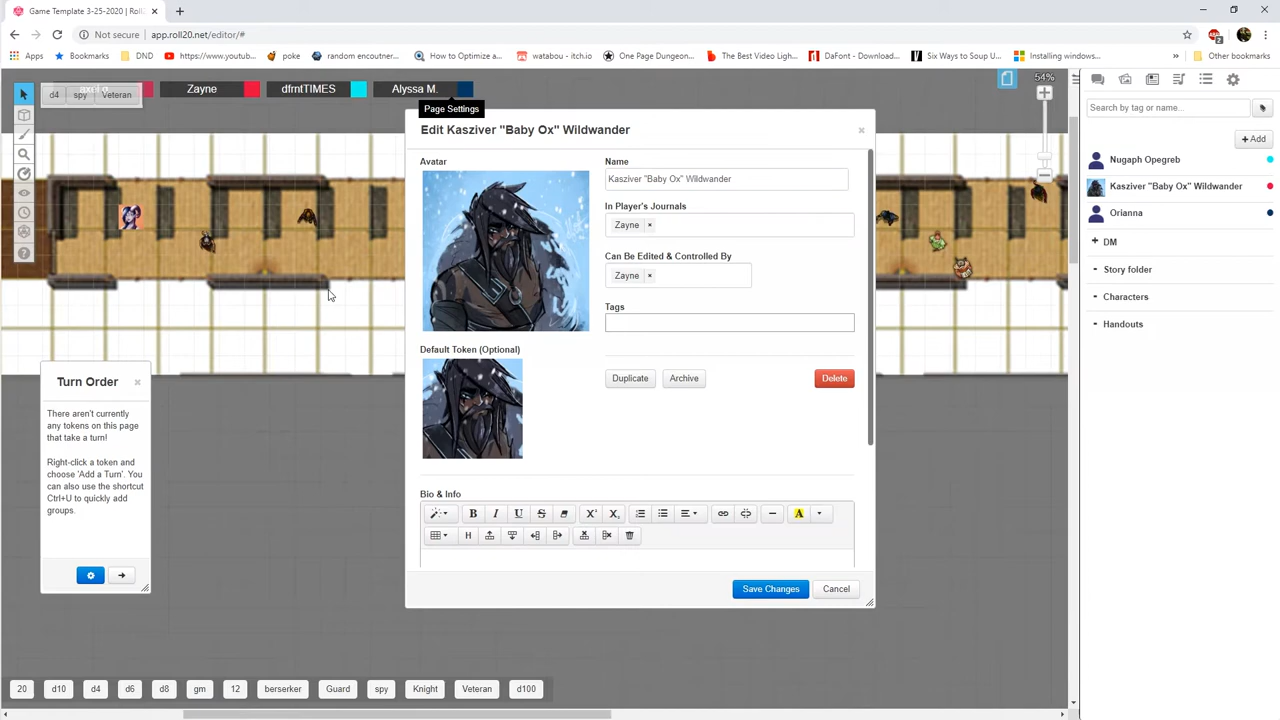 Game Template 3-25-2020 | Roll
Not secure
app.roll20.net/editor/#
2
Apps
Bookmarks
DND
https://www.youtub...
poke
random encoutner...
How to Optimize a...
watabou - itch.io
One Page Dungeon...
The Best Video Ligh...
DaFont - Download...
Six Ways to Soup U...
Installing windows...
Other bookmarks
Zayne
dfmtTIMES
Alyssa M.
d4
spy
Veteran
Page Settings
54%
Search by tag or name...
+ Add
Nugaph Opegreb
Kasziver "Baby Ox" Wildwander
Orianna
DM
Story folder
Characters
Handouts
Edit Kasziver "Baby Ox" Wildwander
Avatar
Name
Kasziver "Baby Ox" Wildwander
In Player's Journals
Zayne ×
Can Be Edited & Controlled By
Zayne ×
Tags
Default Token (Optional)
Duplicate
Archive
Delete
Bio & Info
B I U S
X¹ X,
A
H
Save Changes
Cancel
Turn Order
There aren't currently
any tokens on this page
that take a turn!
Right-click a token and
choose 'Add a Turn'. You
can also use the shortcut
Ctrl+U to quickly add
groups.
20
d10
d4
d6
d8
gm
12
berserker
Guard
spy
Knight
Veteran
d100